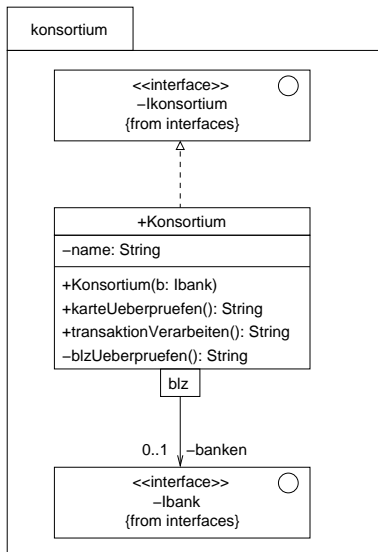 konsortium
<<interface>>
–Ikonsortium
{from interfaces}
+Konsortium
–name: String
+Konsortium(b: Ibank)
+karteUeberpruefen(): String
+transaktionVerarbeiten(): String
–blzUeberpruefen(): String
blz
0..1 –banken
<<interface>>
–Ibank
{from interfaces}